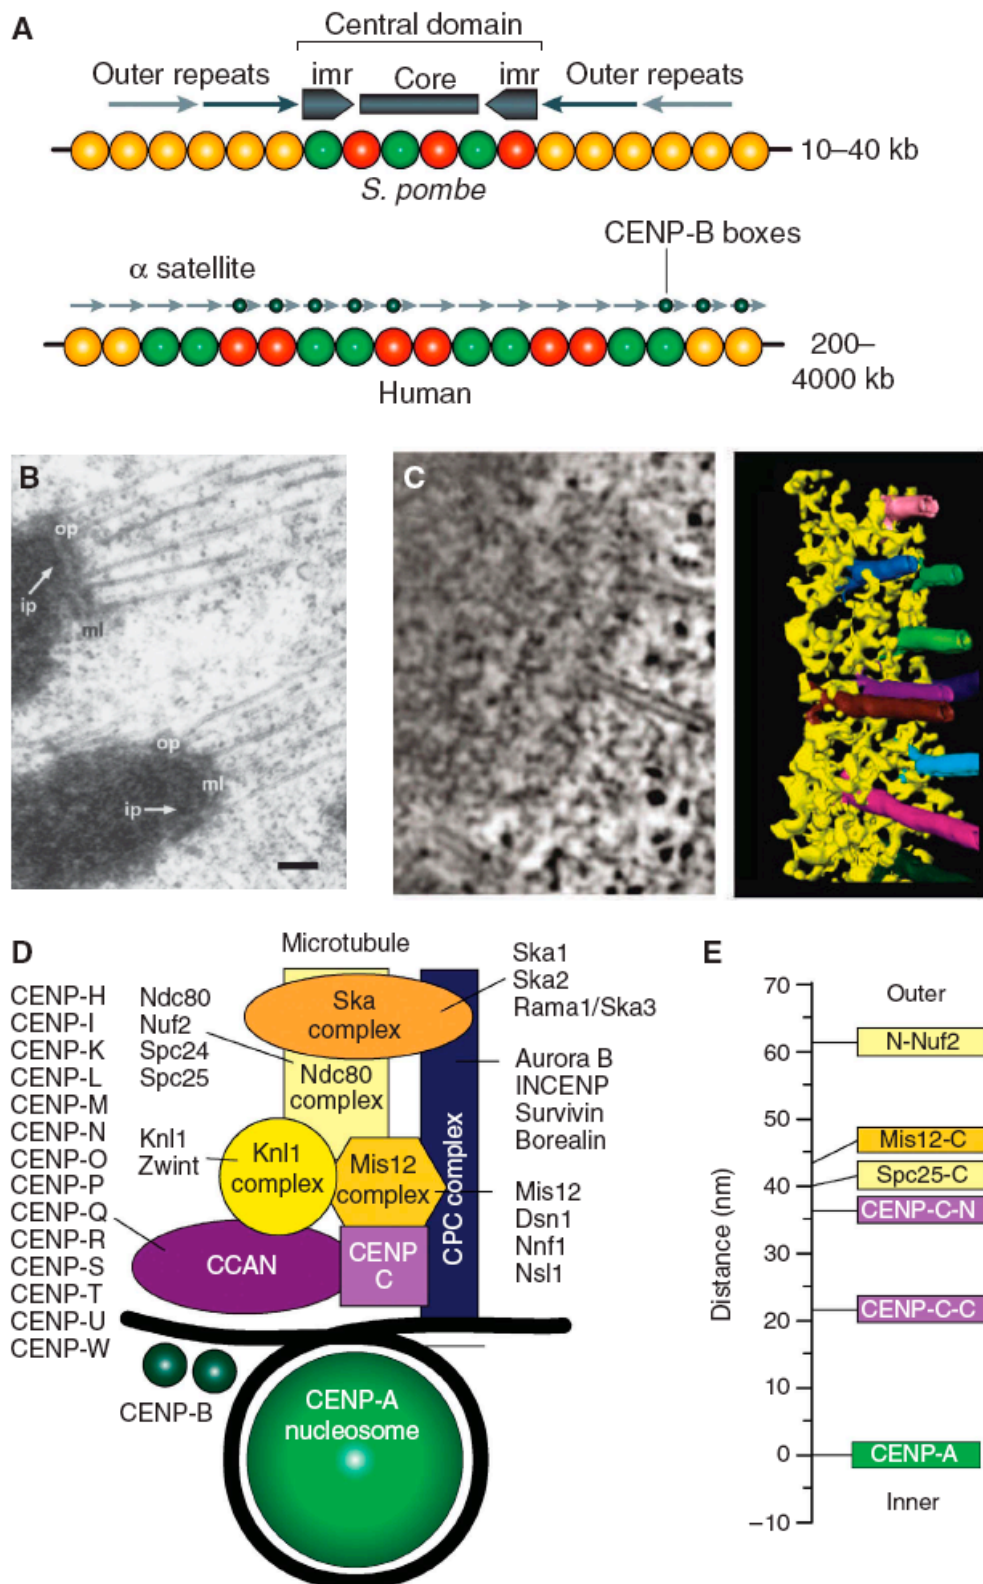 A
Central domain
Outer repeats
imr
Core
imr
Outer repeats
10–40 kb
S. pombe
CENP-B boxes
α satellite
200–
4000 kb
Human
B
op
ip
ml
op
ml
ip
C
D
Microtubule
CENP-H
CENP-I
CENP-K
CENP-L
CENP-M
CENP-N
CENP-O
CENP-P
CENP-Q
CENP-R
CENP-S
CENP-T
CENP-U
CENP-W
Ndc80
Nuf2
Spc24
Spc25
Knl1
Zwint
Ska
complex
Ndc80
complex
Knl1
complex
Mis12
complex
CPC complex
CCAN
CENP
C
Ska1
Ska2
Rama1/Ska3
Aurora B
INCENP
Survivin
Borealin
Mis12
Dsn1
Nnf1
Nsl1
CENP-B
CENP-A
nucleosome
E
Distance (nm)
70
60
50
40
30
20
10
0
–10
Outer
N-Nuf2
Mis12-C
Spc25-C
CENP-C-N
CENP-C-C
CENP-A
Inner